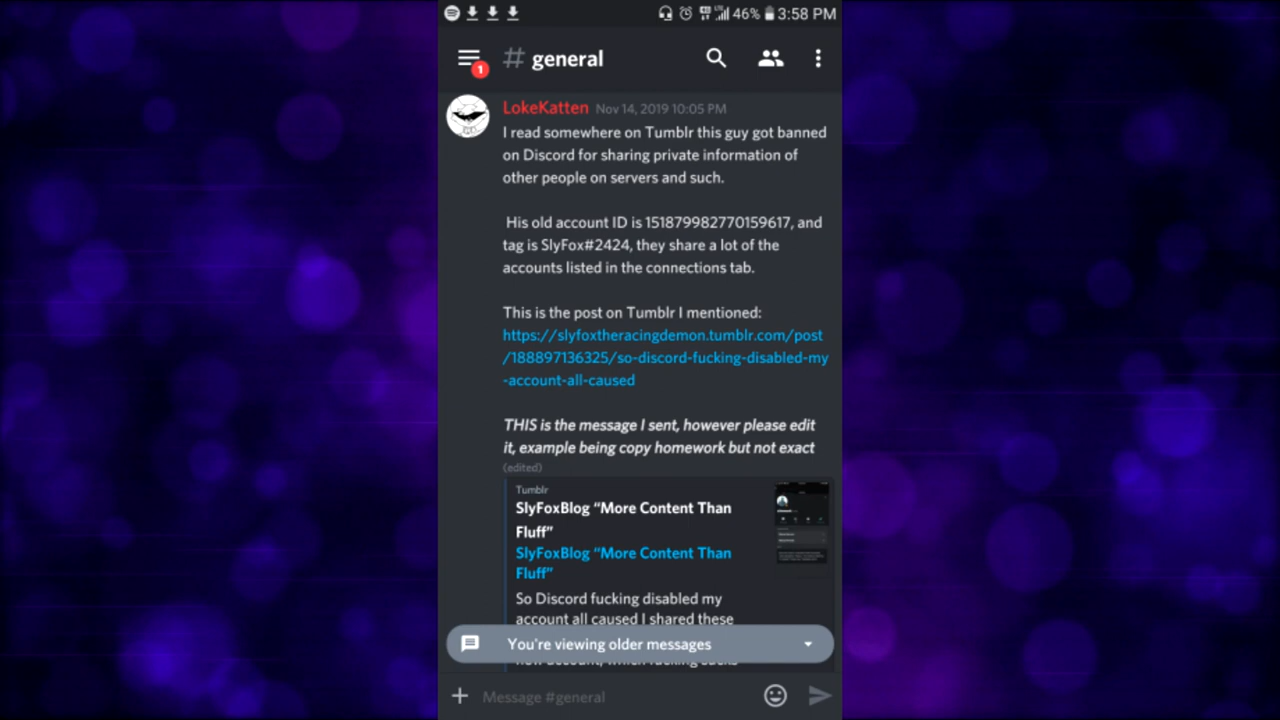 46% 3:58 PM
1
# general
LokeKatten Nov 14, 2019 10:05 PM
I read somewhere on Tumblr this guy got banned
on Discord for sharing private information of
other people on servers and such.
His old account ID is 151879982770159617, and
tag is SlyFox#2424, they share a lot of the
accounts listed in the connections tab.
This is the post on Tumblr I mentioned:
https://slyfoxtheracingdemon.tumblr.com/post
/188897136325/so-discord-fucking-disabled-my
-account-all-caused
THIS is the message I sent, however please edit
it, example being copy homework but not exact
(edited)
Tumblr
SlyFoxBlog “More Content Than
Fluff”
SlyFoxBlog “More Content Than
Fluff”
So Discord fucking disabled my
account all caused I shared these
You're viewing older messages
Message #general